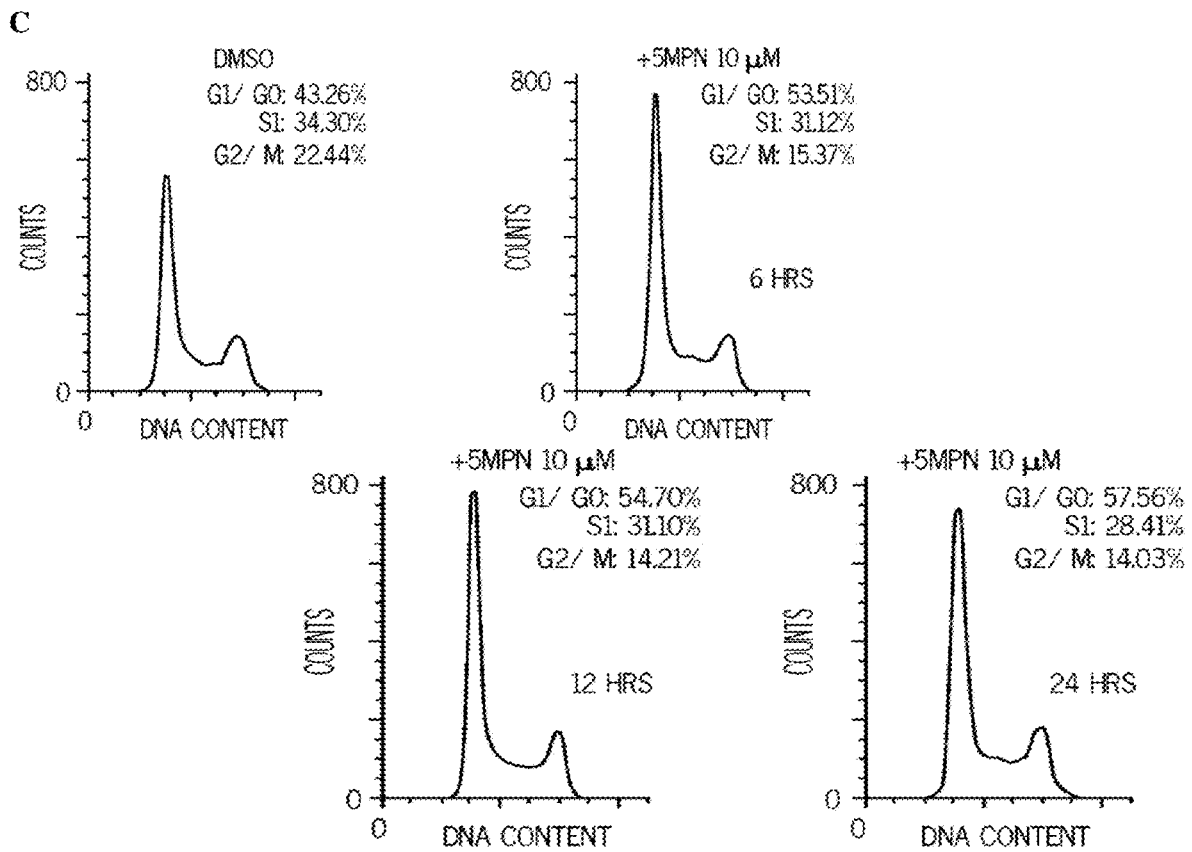 C
DMSO
800
G1/ G0: 43.26%
S1: 34.30%
G2/ M: 22.44%
COUNTS
0
0
DNA CONTENT
+5MPN 10 μM
800
G1/ G0: 53.51%
S1: 31.12%
G2/ M: 15.37%
COUNTS
6 HRS
0
0
DNA CONTENT
+5MPN 10 μM
800
G1/ G0: 54.70%
S1: 31.10%
G2/ M: 14.21%
COUNTS
12 HRS
0
0
DNA CONTENT
+5MPN 10 μM
800
G1/ G0: 57.56%
S1: 28.41%
G2/ M: 14.03%
COUNTS
24 HRS
0
0
DNA CONTENT